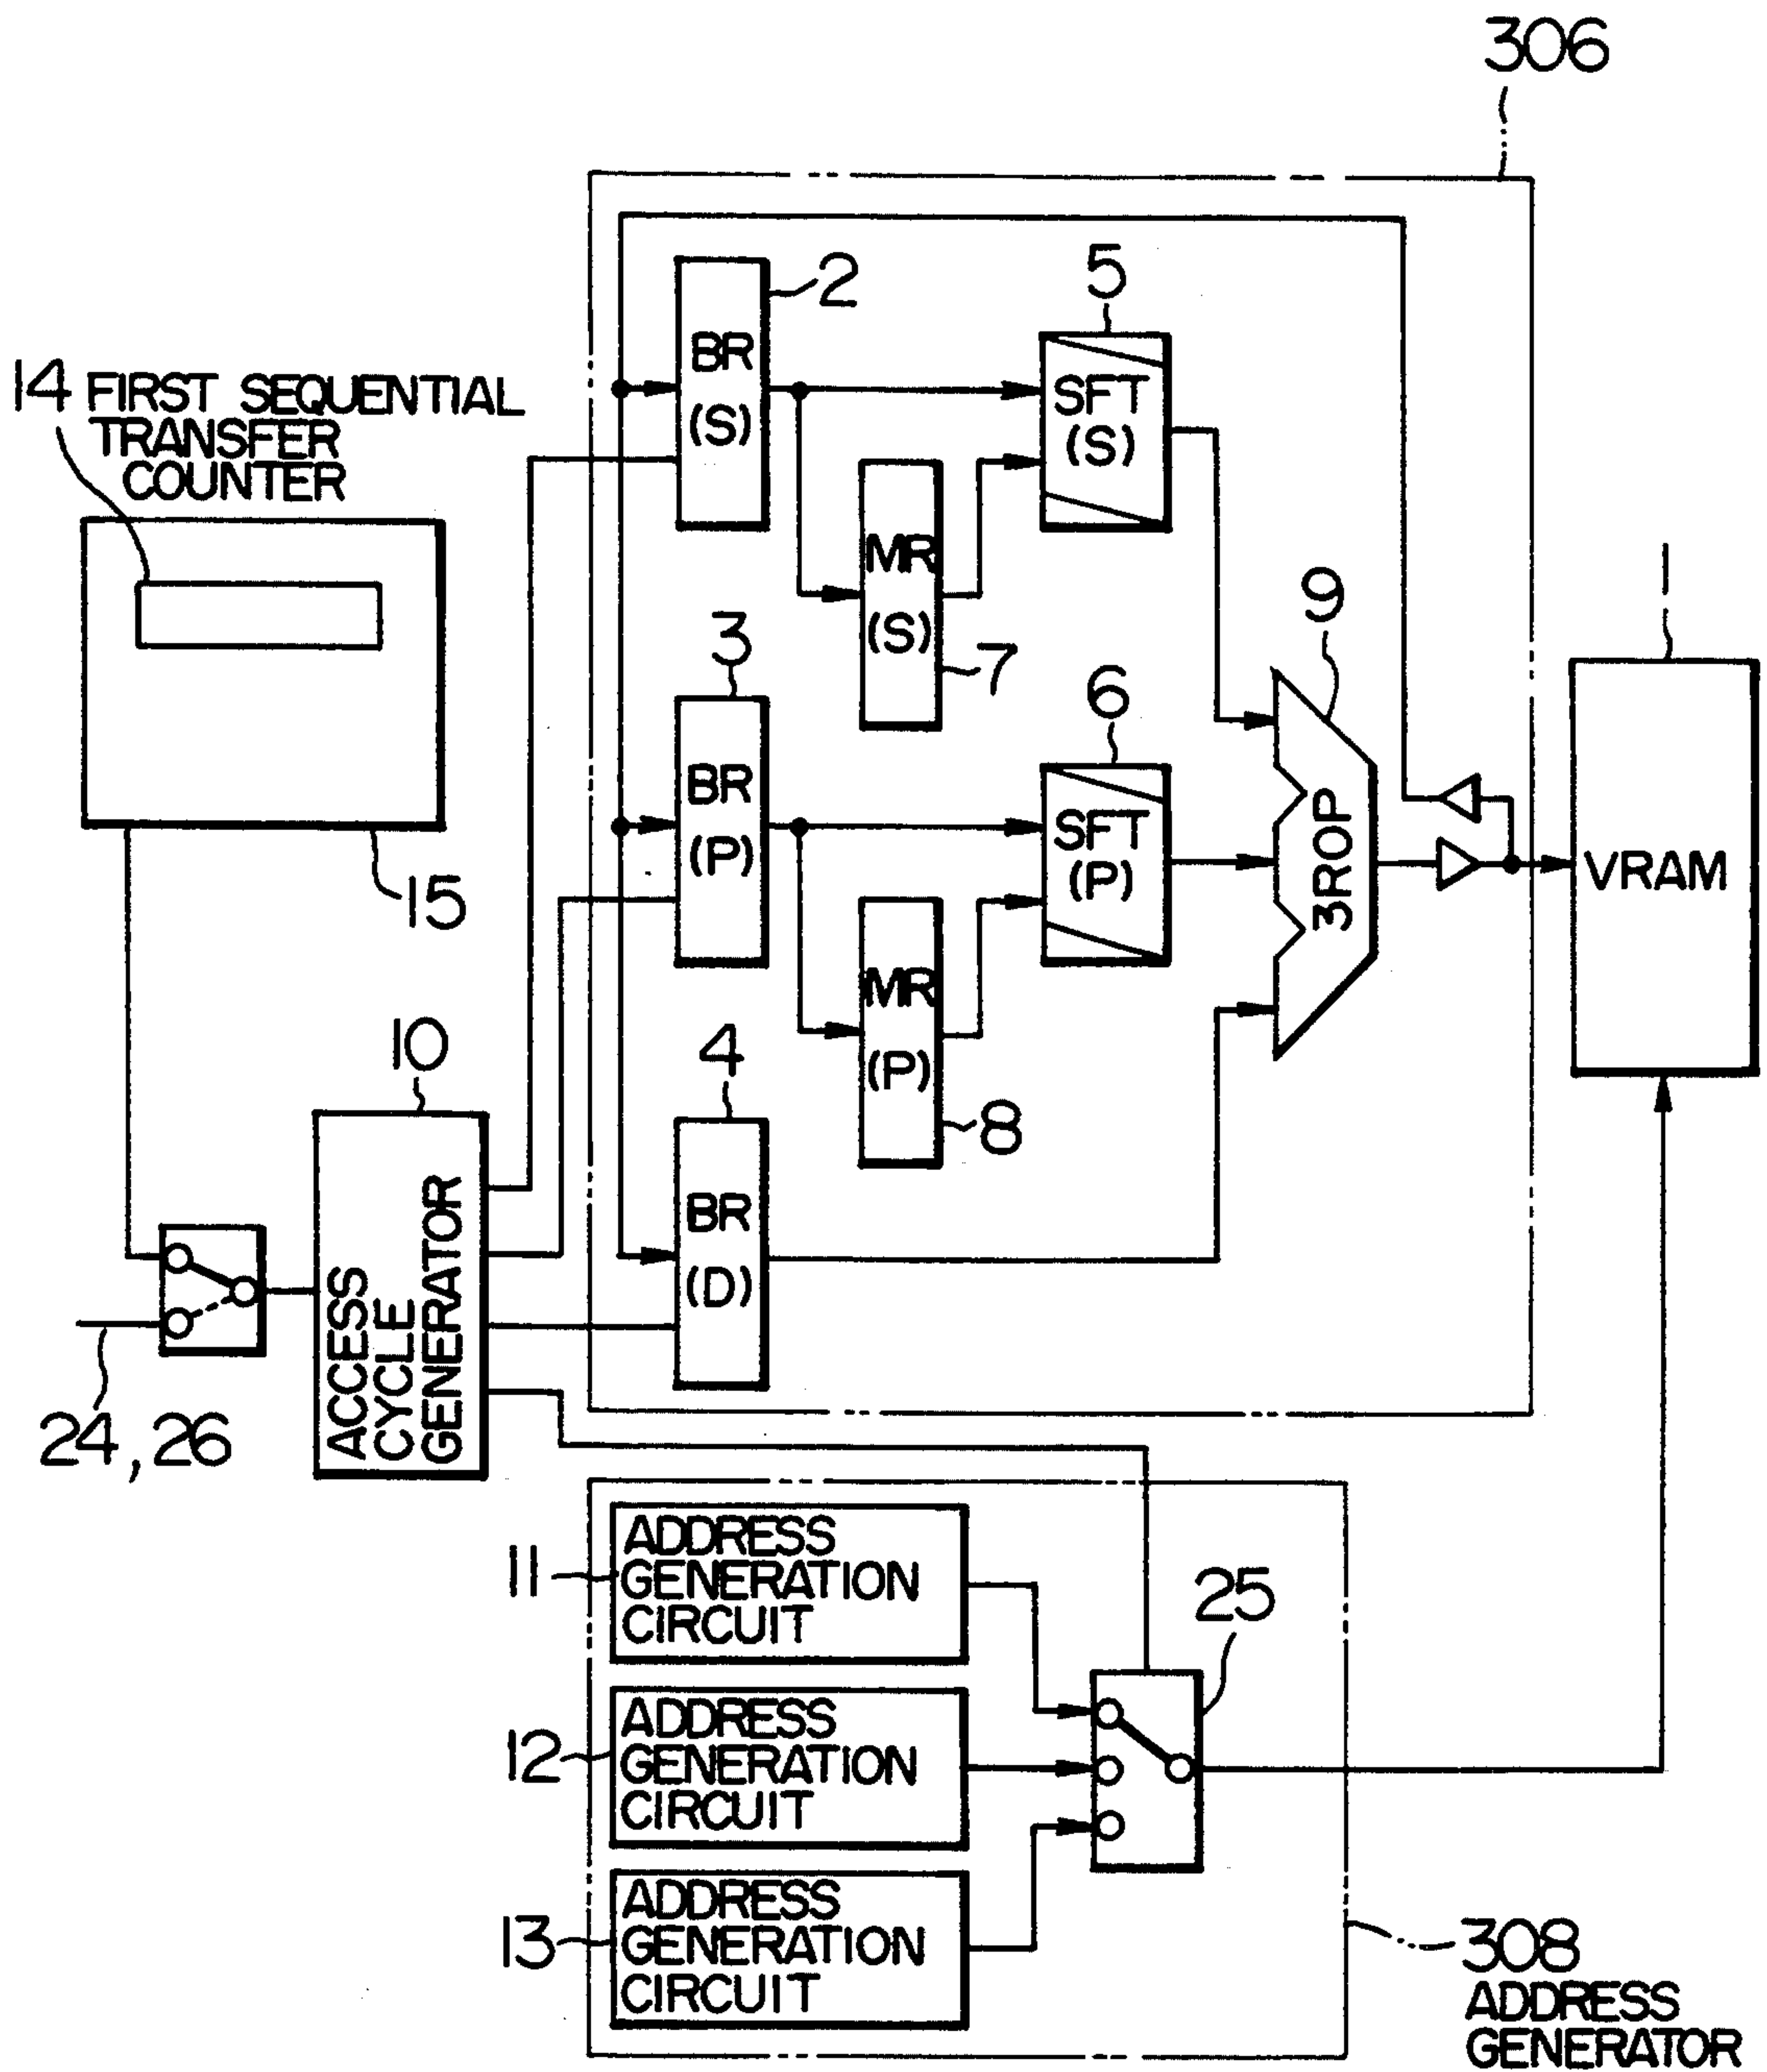 306
2
5
BR
(S)
SFT
(S)
14 FIRST SEQUENTIAL
TRANSFER
COUNTER
MR
(S)
7
1
9
3
6
BR
(P)
SFT
(P)
3ROP
VRAM
15
MR
(P)
8
10
4
BR
(D)
ACCESS
CYCLE
GENERATOR
24, 26
11
ADDRESS
GENERATION
CIRCUIT
25
12
ADDRESS
GENERATION
CIRCUIT
13
ADDRESS
GENERATION
CIRCUIT
308
ADDRESS
GENERATOR